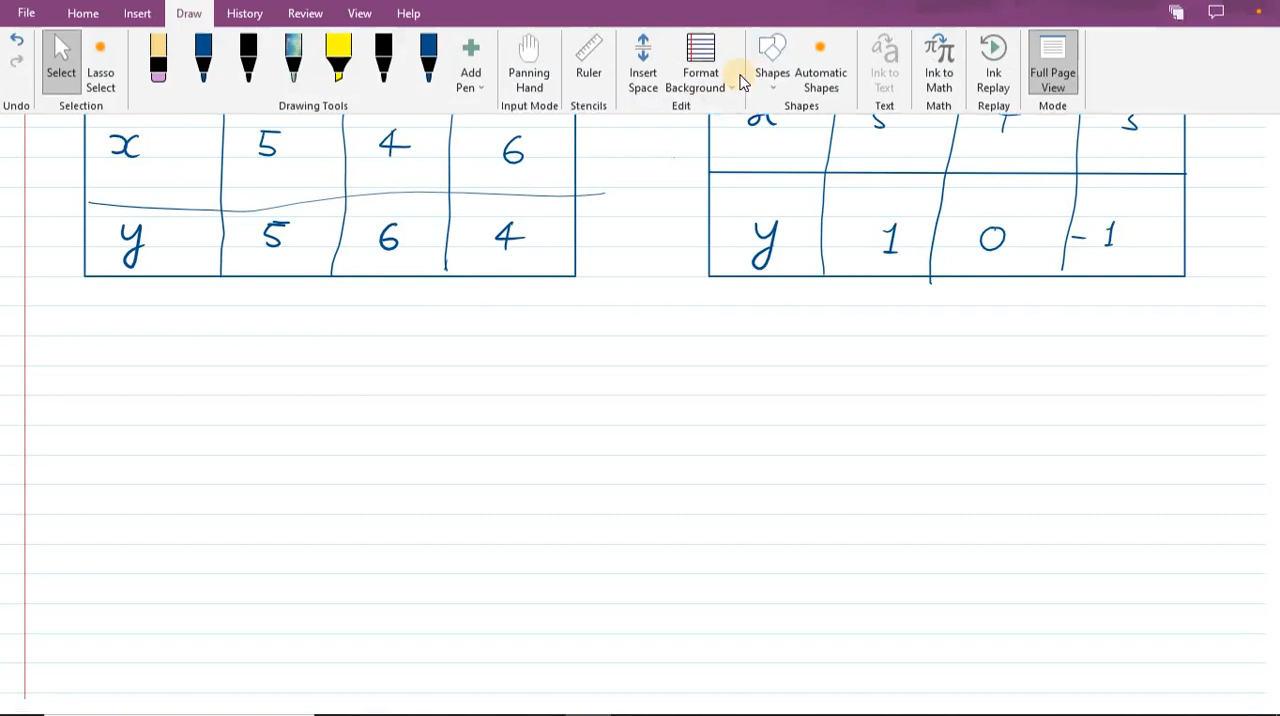 File Home Insert Draw History Review View Help
Select
Lasso
Select
Add
Pen
Panning
Hand
Ruler
Insert
Space
Format
Background
Shapes
Automatic
Shapes
Ink to
Text
Ink to
Math
Ink
Replay
Full Page
View
Undo Selection Drawing Tools Input Mode Stencils Edit Shapes Text Math Replay Mode
x 5 4 6
y 5 6 4
y 1 0 -1